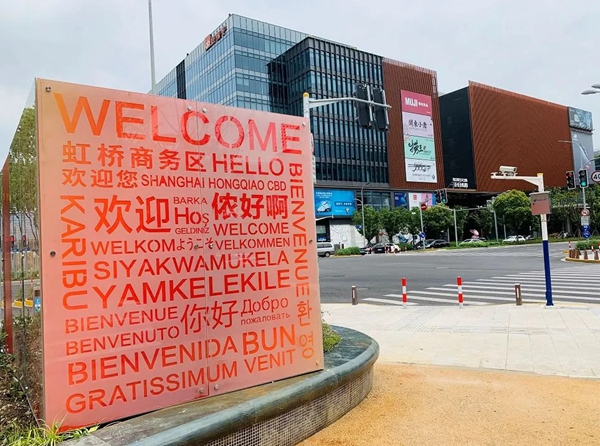 WELCOME
虹桥商务区 HELLO
欢迎您 SHANGHAI HONGQIAO CBD
欢迎 BARKA Hoş GELDINIZ 侬好啊
WELCOME
WELKOM ようこそ VELKOMMEN
SIYAKWAMUKELA
YAMKELEKILE
BIENVENUE 你好 Добро пожаловать
BENVENUTO
BIENVENIDA BUN
GRATISSIMUM VENIT
KARIBU
BIENVENUE 환영
MUJI